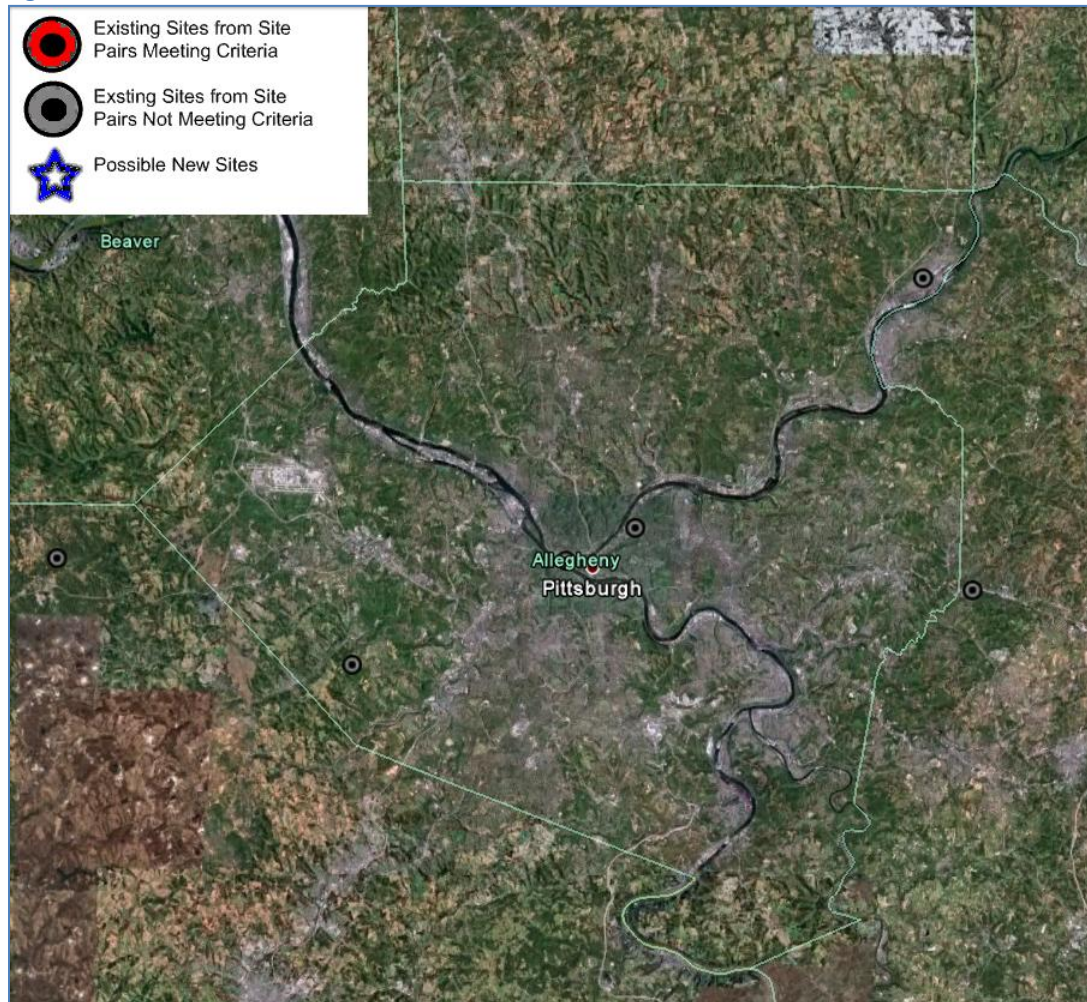 Existing Sites from Site
Pairs Meeting Criteria
Exsting Sites from Site
Pairs Not Meeting Criteria
Possible New Sites
Beaver
Allegheny
Pittsburgh